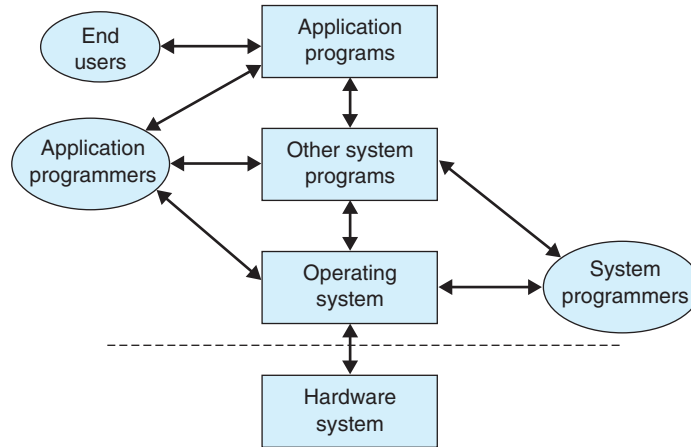 End
users
Application
programs
Application
programmers
Other system
programs
Operating
system
System
programmers
Hardware
system